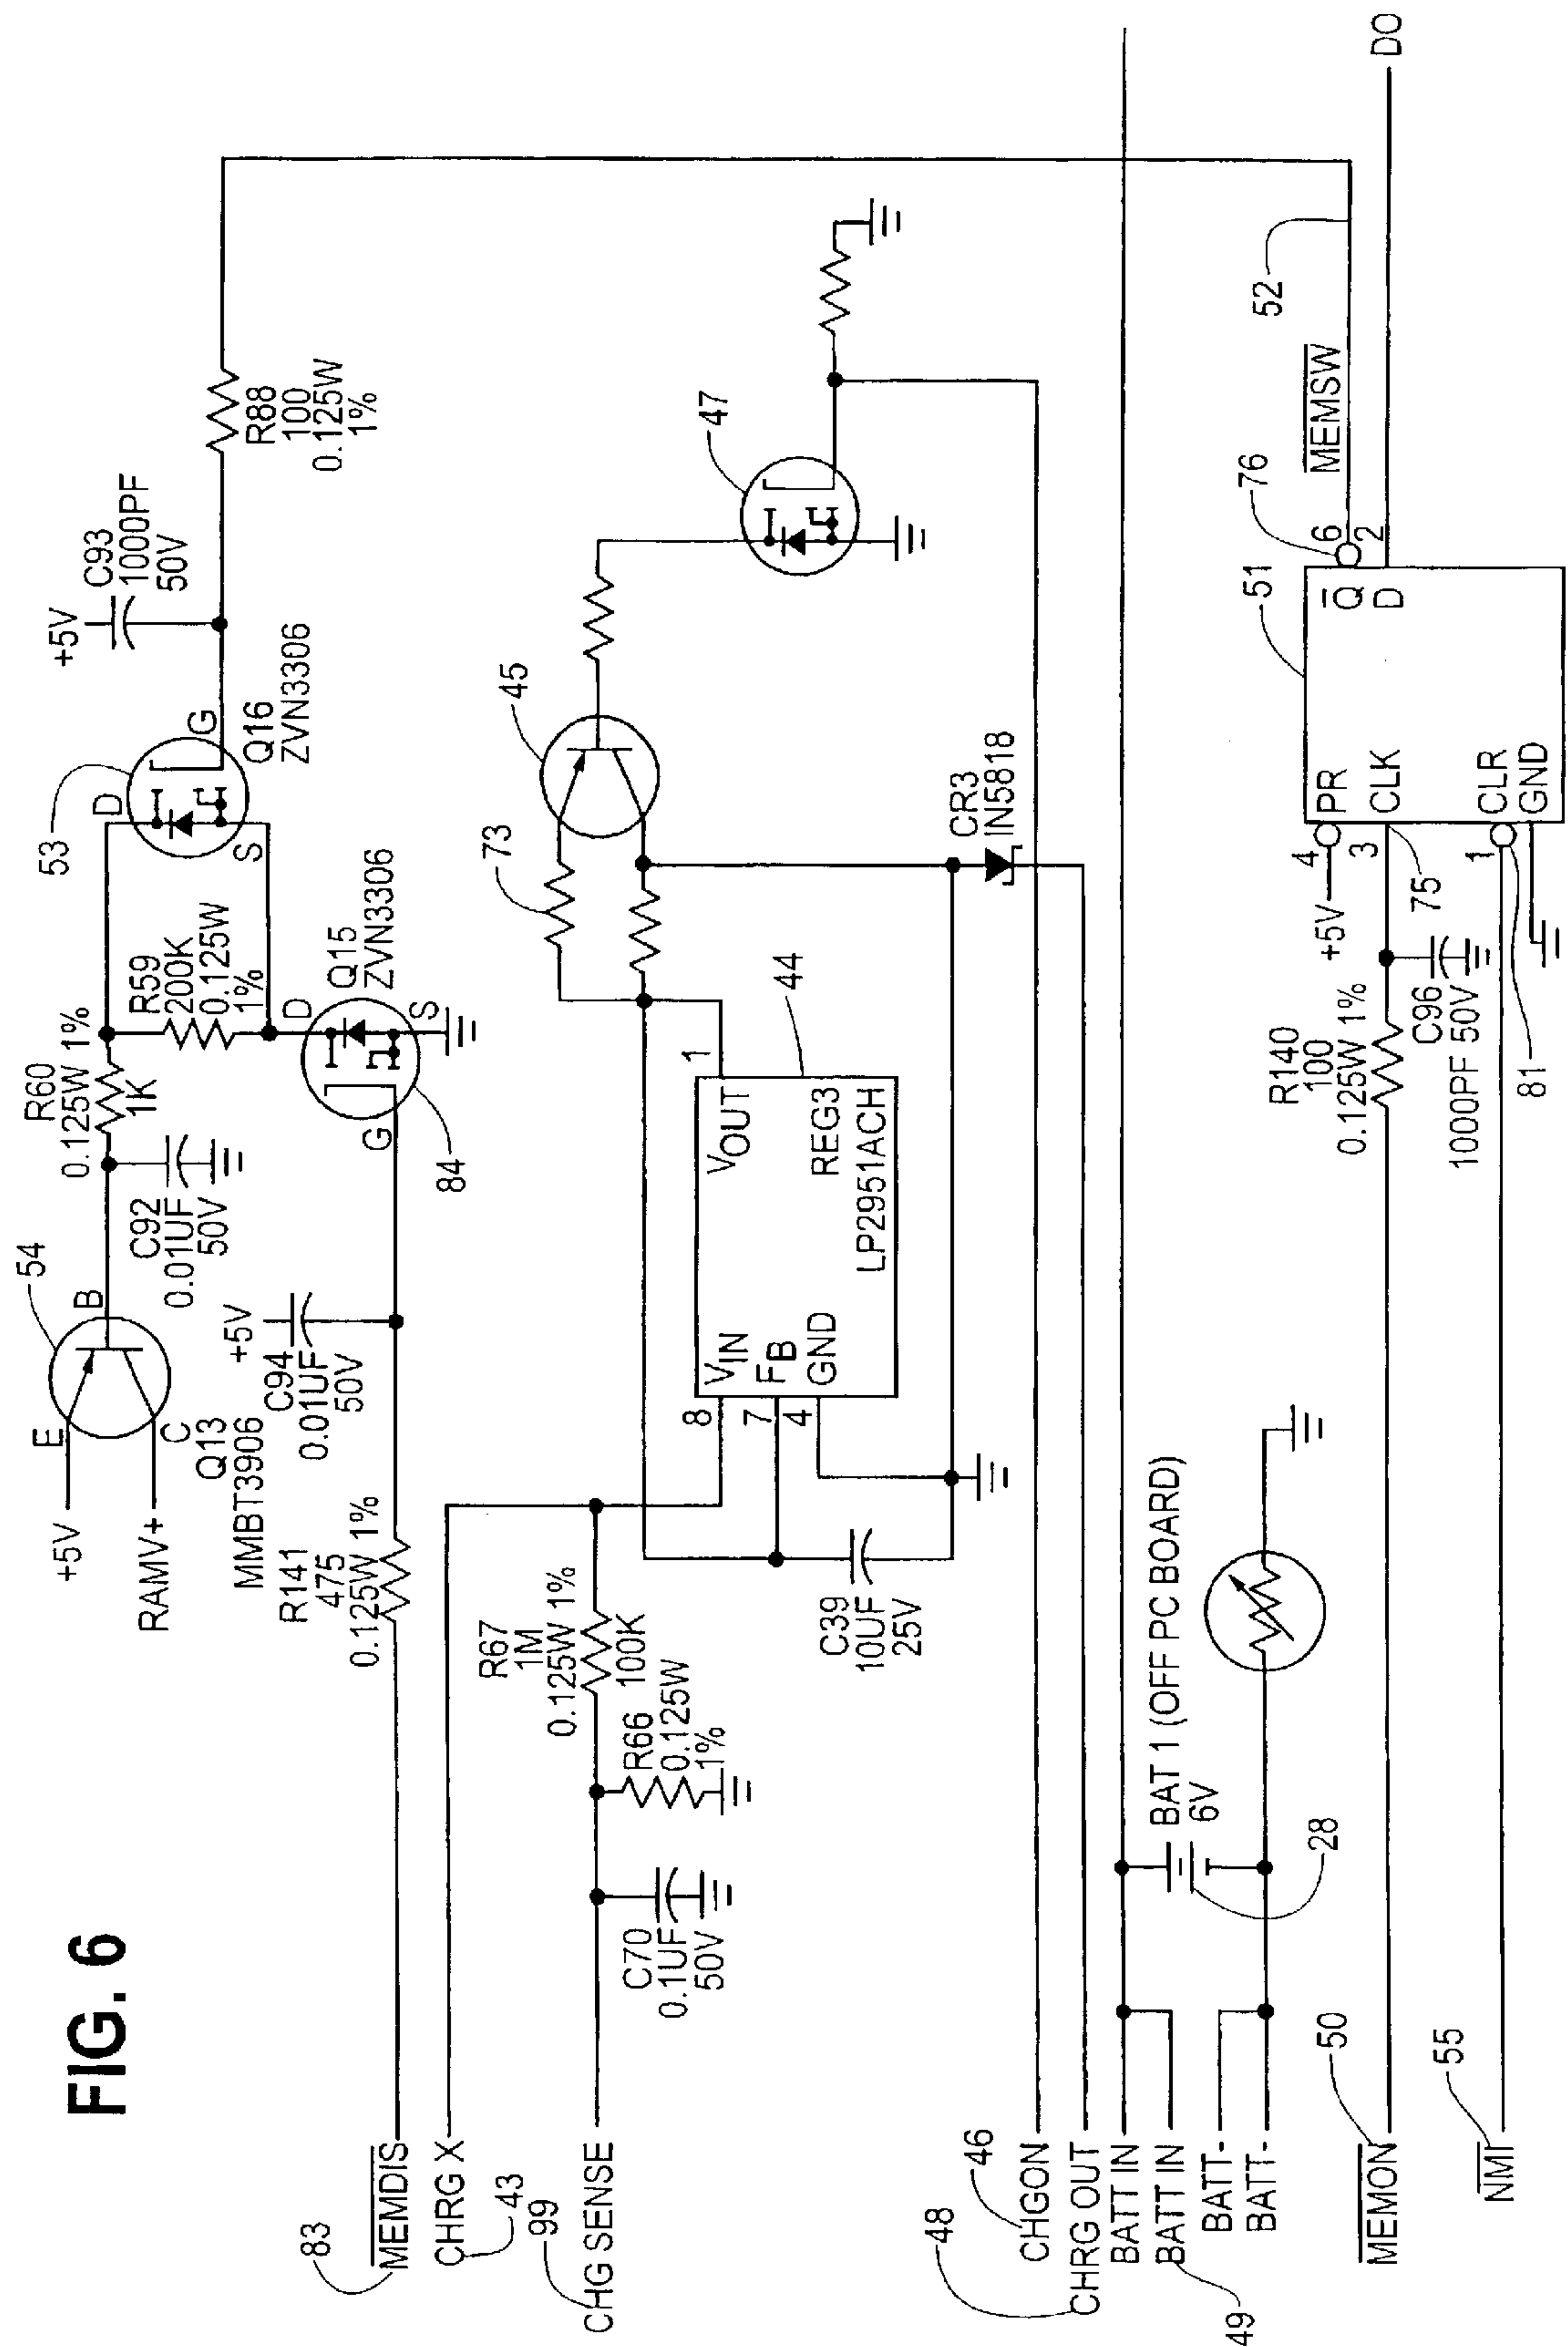 FIG. 6
+5V
RAMV+
E
C
B
54
Q13
MMBT3906
C92
0.01UF
50V
R60
0.125W 1%
1K
R59
200K
0.125W
1%
53
D
S
G
Q16
ZVN3306
+5V
C93
1000PF
50V
R88
100
0.125W
1%
83
MEMDIS
R141
475
0.125W 1%
+5V
C94
0.01UF
50V
G
84
D
S
Q15
ZVN3306
CHRG X
43
99
CHG SENSE
C70
0.1UF
50V
R67
1M
0.125W 1%
100K
R66
0.125W
1%
C39
10UF
25V
8
7
4
VIN
FB
GND
VOUT
1
REG3
LP2951ACH
44
73
45
47
CR3
IN5818
46
CHGON
48
CHRG OUT
BATT IN
BATT IN
49
BATT-
BATT-
BAT 1 (OFF PC BOARD)
6V
28
50
MEMON
55
NMI
R140
100
0.125W 1%
C96
1000PF 50V
75
81
+5V
4
3
1
PR
CLK
CLR
GND
51
Q
D
6
2
76
MEMSW
52
DO